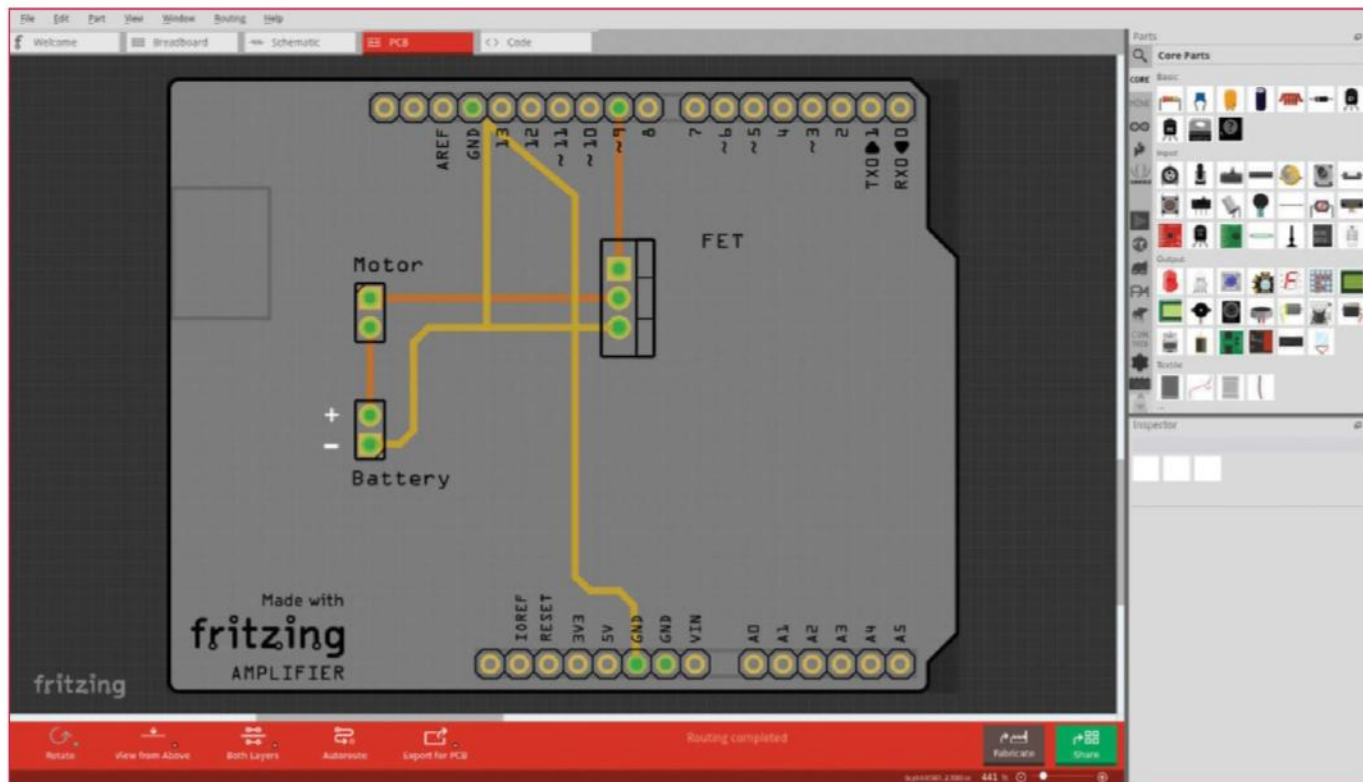 File Edit Part View Window Routing Help
Welcome Breadboard Schematic PCB <> Code
Parts
Core Parts
CORE
Basic
MINE
Input
Output
Textile
Inspector
AREF
GND
13
12
~11
~10
~9
8
7
~6
~5
4
~3
2
TX0 1
RX0 0
FET
Motor
+
-
Battery
IOREF
RESET
3V3
5V
GND
GND
VIN
A0
A1
A2
A3
A4
A5
Made with
fritzing
AMPLIFIER
fritzing
Rotate View from Above Both Layers Autoroute Export for PCB Routing completed Fabricate Share
441 %